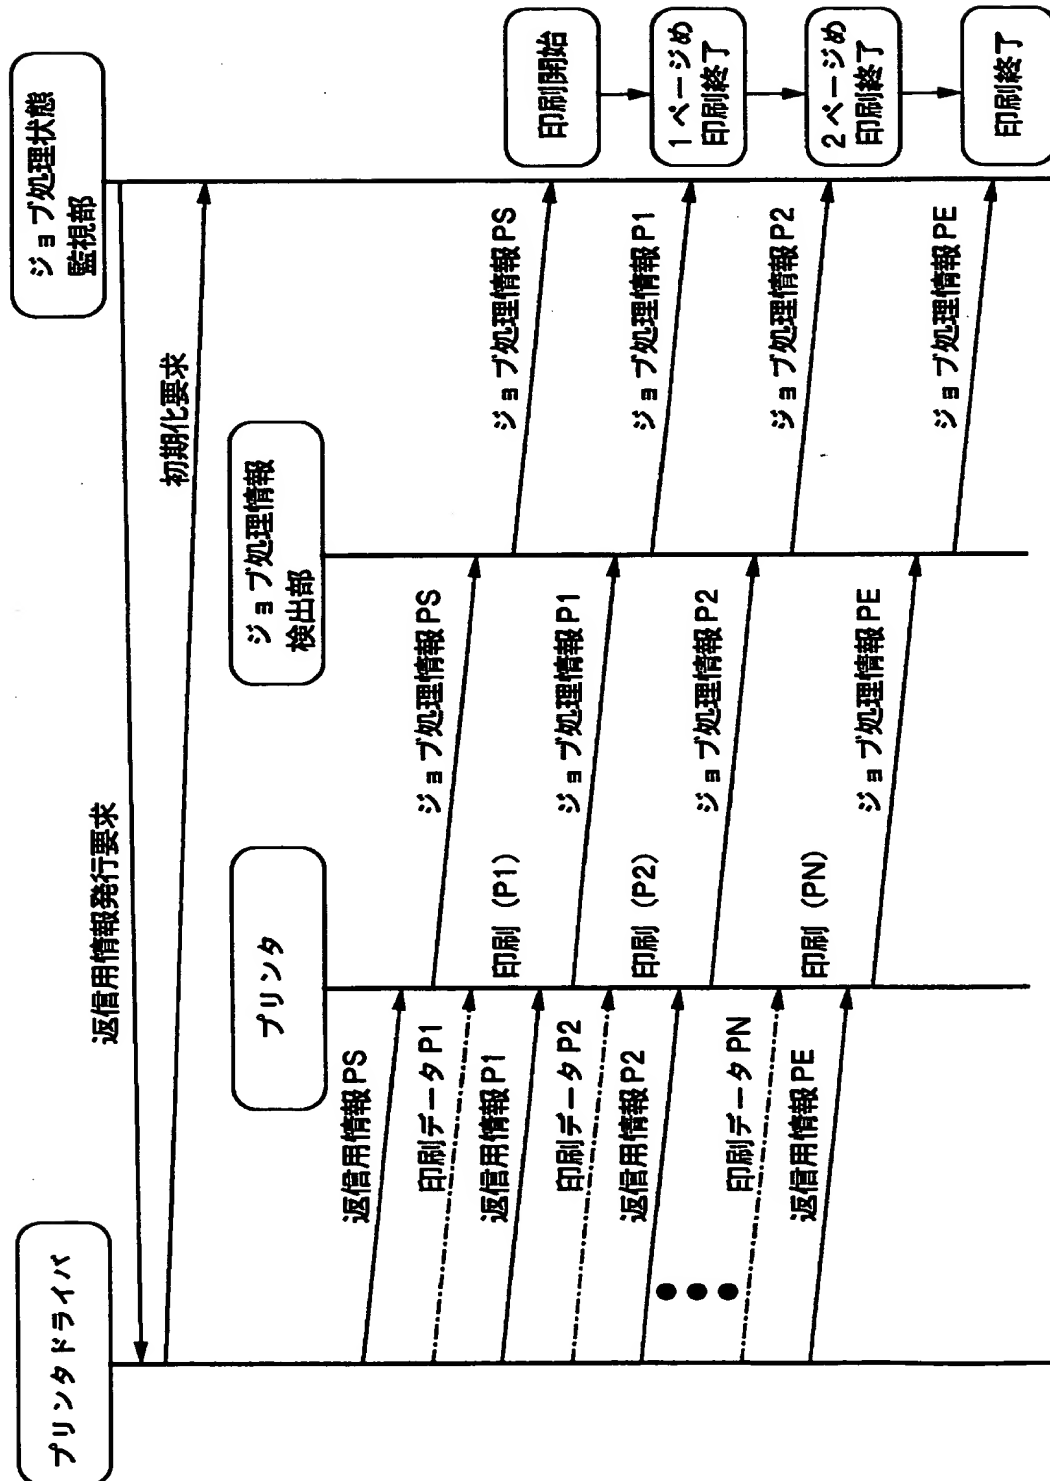 プリンタドライバ
プリンタ
ジョブ処理情報
検出部
ジョブ処理状態
監視部
返信用情報発行要求
初期化要求
返信用情報PS
ジョブ処理情報PS
ジョブ処理情報PS
印刷開始
印刷データP1
返信用情報P1
印刷（P1）
ジョブ処理情報P1
ジョブ処理情報P1
1ページめ
印刷終了
印刷データP2
返信用情報P2
印刷（P2）
ジョブ処理情報P2
ジョブ処理情報P2
2ページめ
印刷終了
印刷データPN
返信用情報PE
印刷（PN）
ジョブ処理情報PE
ジョブ処理情報PE
印刷終了